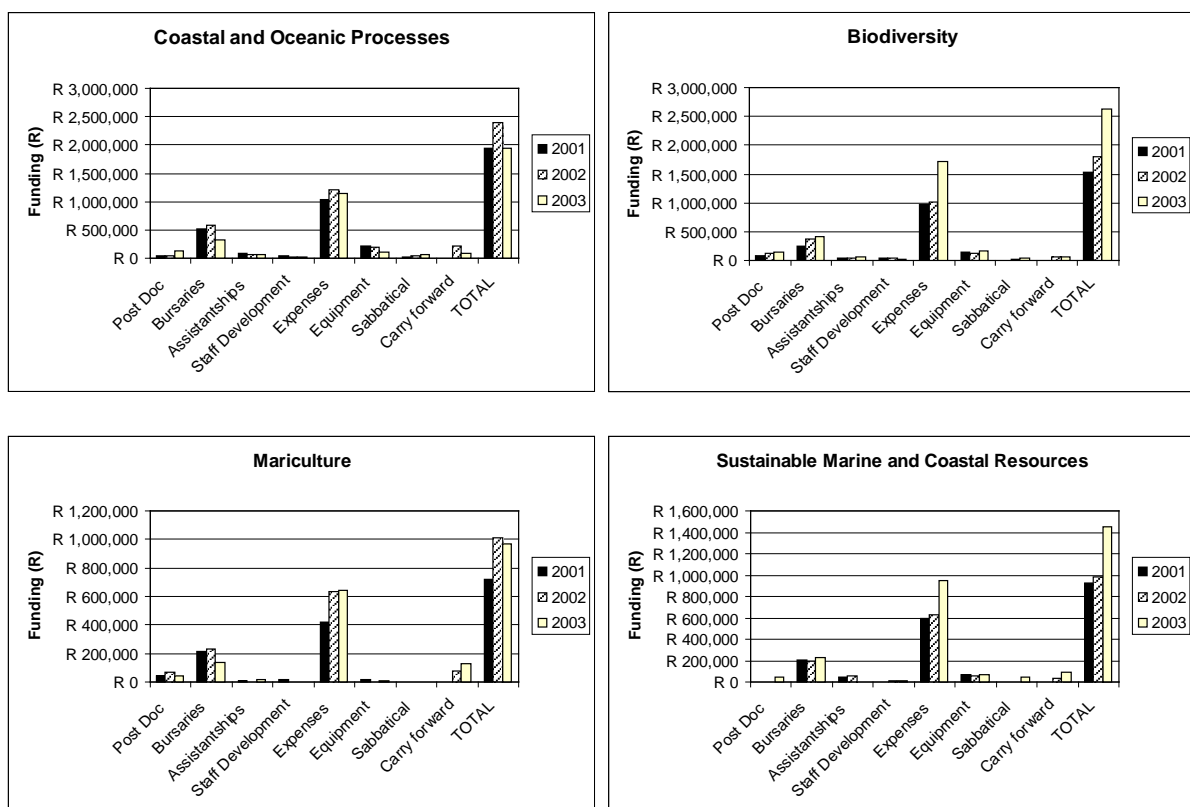 Coastal and Oceanic Processes
R 3,000,000
R 2,500,000
R 2,000,000
R 1,500,000
R 1,000,000
R 500,000
R 0
Funding (R)
Post Doc
Bursaries
Assistantships
Staff Development
Expenses
Equipment
Sabbatical
Carry forward
TOTAL
2001
2002
2003
Biodiversity
R 3,000,000
R 2,500,000
R 2,000,000
R 1,500,000
R 1,000,000
R 500,000
R 0
Funding (R)
Post Doc
Bursaries
Assistantships
Staff Development
Expenses
Equipment
Sabbatical
Carry forward
TOTAL
2001
2002
2003
Mariculture
R 1,200,000
R 1,000,000
R 800,000
R 600,000
R 400,000
R 200,000
R 0
Funding (R)
Post Doc
Bursaries
Assistantships
Staff Development
Expenses
Equipment
Sabbatical
Carry forward
TOTAL
2001
2002
2003
Sustainable Marine and Coastal Resources
R 1,600,000
R 1,400,000
R 1,200,000
R 1,000,000
R 800,000
R 600,000
R 400,000
R 200,000
R 0
Funding (R)
Post Doc
Bursaries
Assistantships
Staff Development
Expenses
Equipment
Sabbatical
Carry forward
TOTAL
2001
2002
2003